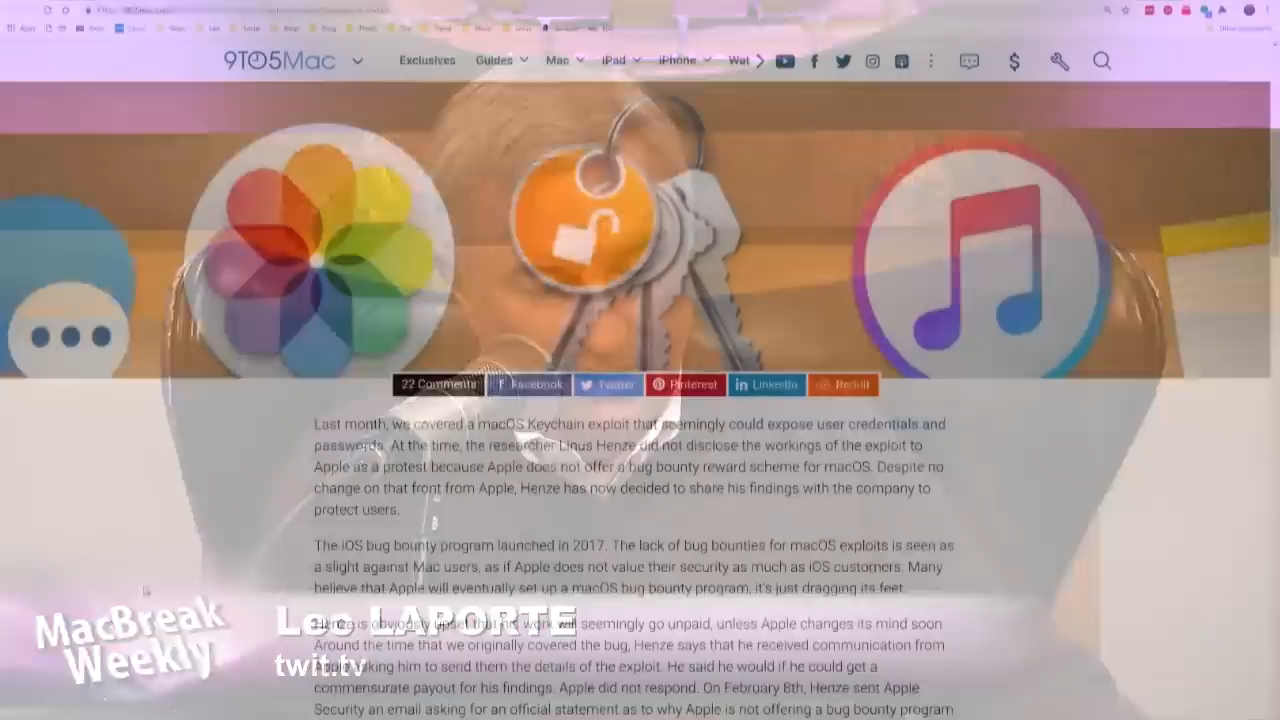 9TO5Mac
Exclusives Guides Mac iPad iPhone Wat
22 Comments Facebook Twitter Pinterest LinkedIn Reddit
Last month, we covered a macOS Keychain exploit that seemingly could expose user credentials and
passwords. At the time, the researcher Linus Henze did not disclose the workings of the exploit to
Apple as a protest because Apple does not offer a bug bounty reward scheme for macOS. Despite no
change on that front from Apple, Henze has now decided to share his findings with the company to
protect users.
The iOS bug bounty program launched in 2017. The lack of bug bounties for macOS exploits is seen as
a slight against Mac users, as if Apple does not value their security as much as iOS customers. Many
believe that Apple will eventually set up a macOS bug bounty program, it's just dragging its feet.
Henze is obviously upset that his work will seemingly go unpaid, unless Apple changes its mind soon.
Around the time that we originally covered the bug, Henze says that he received communication from
asking him to send them the details of the exploit. He said he would if he could get a
commensurate payout for his findings. Apple did not respond. On February 8th, Henze sent Apple
Security an email asking for an official statement as to why Apple is not offering a bug bounty program
MacBreak
Weekly
Leo LAPORTE
twit.tv